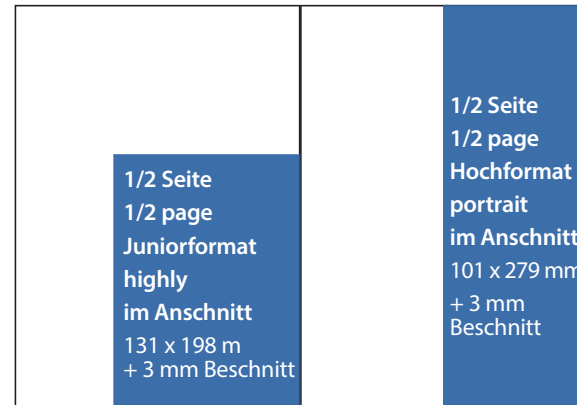 1/2 Seite
1/2 page
Juniorformat
highly
im Anschnitt
131 x 198 m
+ 3 mm Beschnitt
1/2 Seite
1/2 page
Hochformat
portrait
im Anschnitt
101 x 279 mm
+ 3 mm
Beschnitt